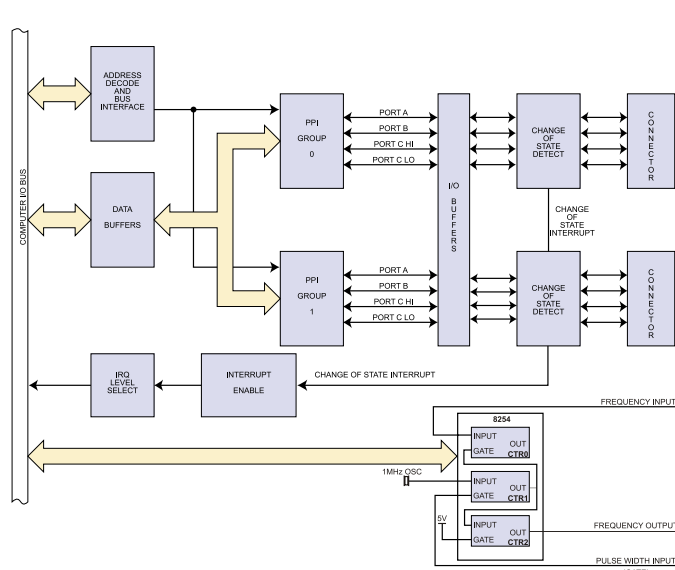 COMPUTER I/O BUS
ADDRESS
DECODE
AND
BUS
INTERFACE
DATA
BUFFERS
PPI
GROUP
0
PORT A
PORT B
PORT C HI
PORT C LO
I/O
BUFFERS
CHANGE
OF
STATE
DETECT
CONNECTOR
CHANGE
OF
STATE
INTERRUPT
PPI
GROUP
1
PORT A
PORT B
PORT C HI
PORT C LO
CHANGE
OF
STATE
DETECT
CONNECTOR
IRQ
LEVEL
SELECT
INTERRUPT
ENABLE
CHANGE OF STATE INTERRUPT
FREQUENCY INPUT
8254
INPUT
OUT
GATE
CTR0
1MHz OSC
INPUT
OUT
GATE
CTR1
5V
INPUT
OUT
GATE
CTR2
FREQUENCY OUTPUT
PULSE WIDTH INPUT